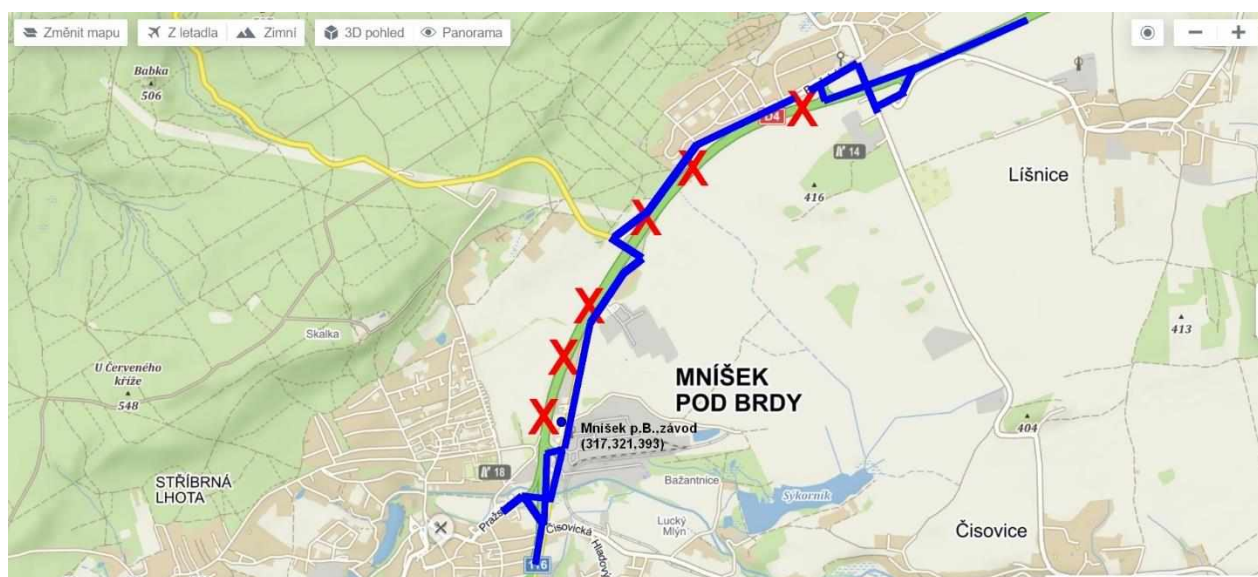 Změnit mapu
Z letadla
Zimní
3D pohled
Panorama
Babka
506
D4
14
416
Líšnice
413
Skalka
U Červeného
kříže
548
MNÍŠEK
POD BRDY
404
Mníšek p.B.,závod
(317,321,393)
18
STŘÍBRNÁ
LHOTA
Bažantnice
Sykorník
Čisovická
Lucký
Mlýn
Čisovice
116
X
X
X
X
X
X